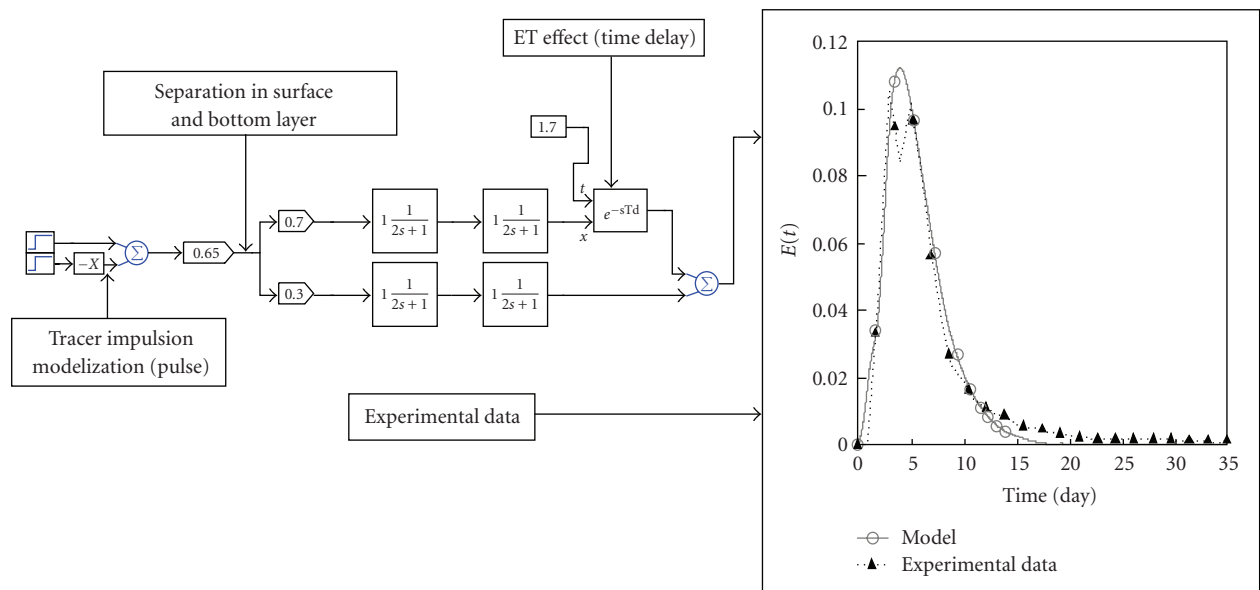 ET effect (time delay)
Separation in surface
and bottom layer
1.7
t
x
e^{−sTd}
0.7
1 1/(2s + 1)
1 1/(2s + 1)
Σ
−X
0.65
0.3
1 1/(2s + 1)
1 1/(2s + 1)
Σ
Tracer impulsion
modelization (pulse)
Experimental data
0.12
0.1
0.08
0.06
0.04
0.02
0
E(t)
0 5 10 15 20 25 30 35
Time (day)
Model
Experimental data